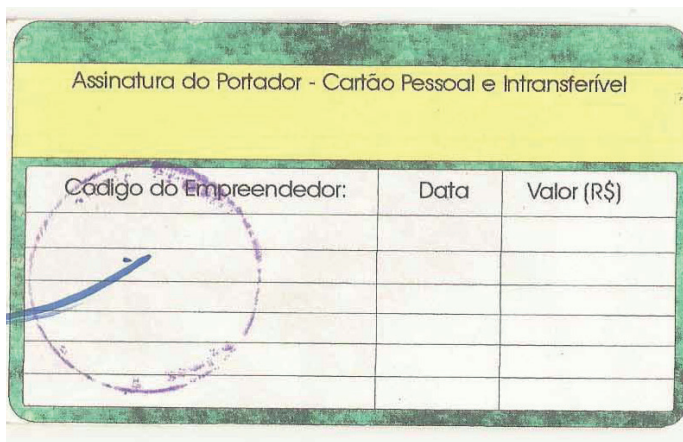 Assinatura do Portador - Cartão Pessoal e Intransferível
Código do Empreendedor: Data Valor (R$)